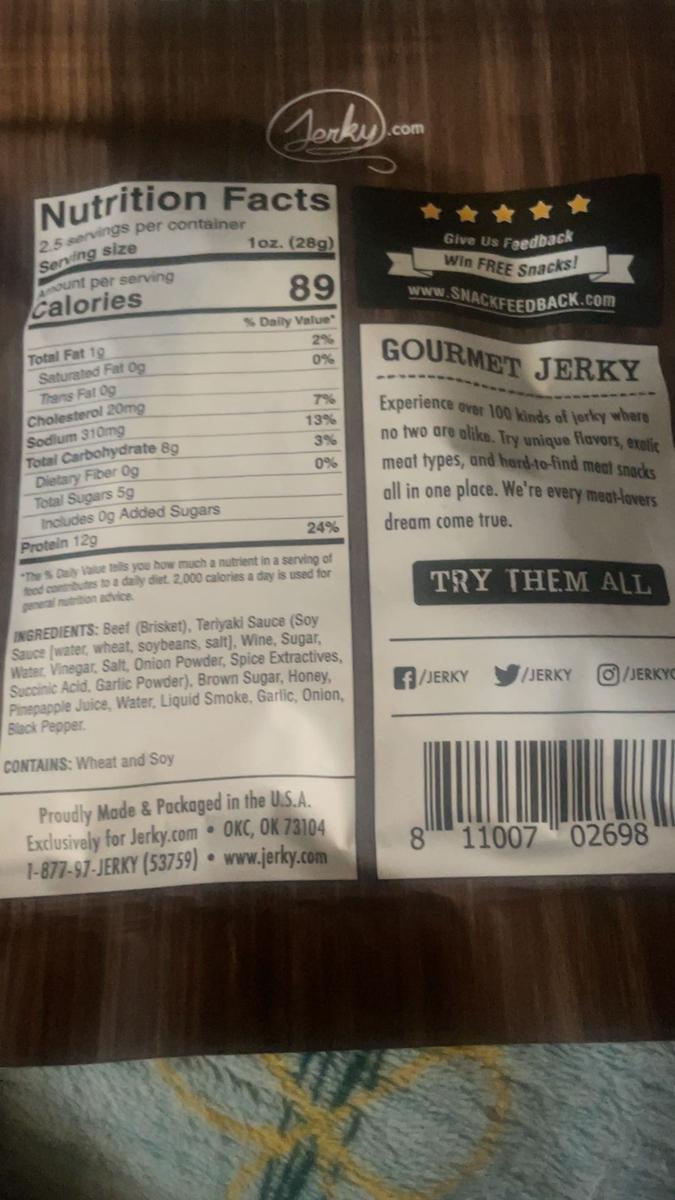 Jerky.com
Nutrition Facts
2.5 servings per container
Serving size 1oz. (28g)
Amount per serving
Calories 89
% Daily Value*
Total Fat 1g 2%
Saturated Fat 0g 0%
Trans Fat 0g
Cholesterol 20mg 7%
Sodium 310mg 13%
Total Carbohydrate 8g 3%
Dietary Fiber 0g 0%
Total Sugars 5g
Includes 0g Added Sugars
Protein 12g 24%
*The % Daily Value tells you how much a nutrient in a serving of
food contributes to a daily diet. 2,000 calories a day is used for
general nutrition advice.
INGREDIENTS: Beef (Brisket), Teriyaki Sauce (Soy
Sauce [water, wheat, soybeans, salt], Wine, Sugar,
Water, Vinegar, Salt, Onion Powder, Spice Extractives,
Succinic Acid, Garlic Powder), Brown Sugar, Honey,
Pinepapple Juice, Water, Liquid Smoke, Garlic, Onion,
Black Pepper.
CONTAINS: Wheat and Soy
Proudly Made & Packaged in the U.S.A.
Exclusively for Jerky.com • OKC, OK 73104
1-877-97-JERKY (53759) • www.jerky.com
Give Us Feedback
Win FREE Snacks!
www.SNACKFEEDBACK.com
GOURMET JERKY
Experience over 100 kinds of jerky where
no two are alike. Try unique flavors, exotic
meat types, and hard-to-find meat snacks
all in one place. We're every meat-lovers
dream come true.
TRY THEM ALL
f/JERKY /JERKY /JERKYC
8 11007 02698